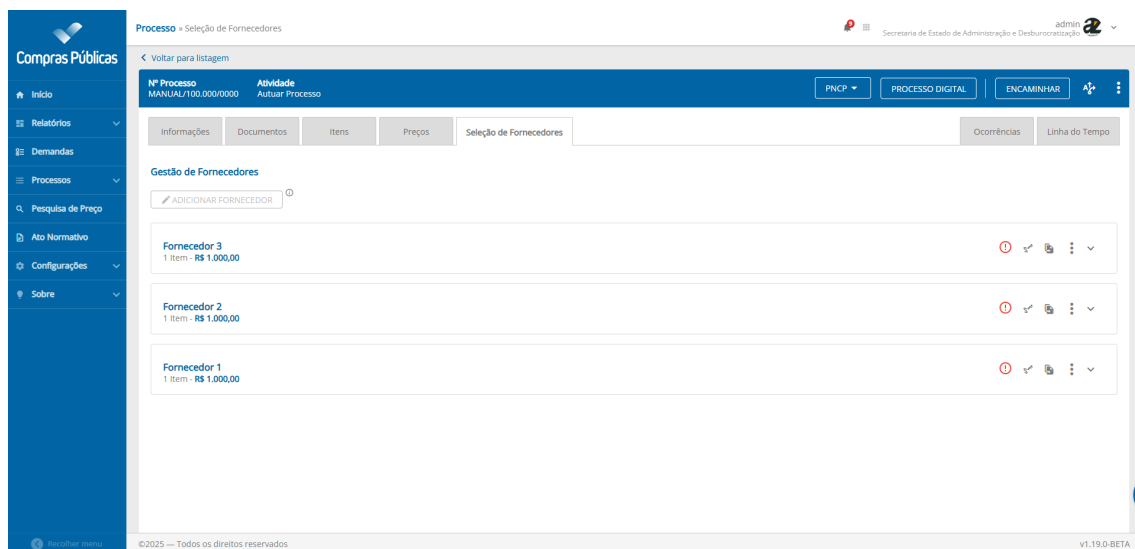 Compras Públicas
Início
Relatórios
Demandas
Processos
Pesquisa de Preço
Ato Normativo
Configurações
Sobre
Recolher menu
Processo » Seleção de Fornecedores
9
admin
Secretaria de Estado de Administração e Desburocratização
Voltar para listagem
Nº Processo
MANUAL/100.000/0000
Atividade
Autuar Processo
PNCP
PROCESSO DIGITAL
ENCAMINHAR
Informações
Documentos
Itens
Preços
Seleção de Fornecedores
Ocorrências
Linha do Tempo
Gestão de Fornecedores
ADICIONAR FORNECEDOR
Fornecedor 3
1 Item - R$ 1.000,00
Fornecedor 2
1 Item - R$ 1.000,00
Fornecedor 1
1 Item - R$ 1.000,00
©2025 — Todos os direitos reservados
v1.19.0-BETA